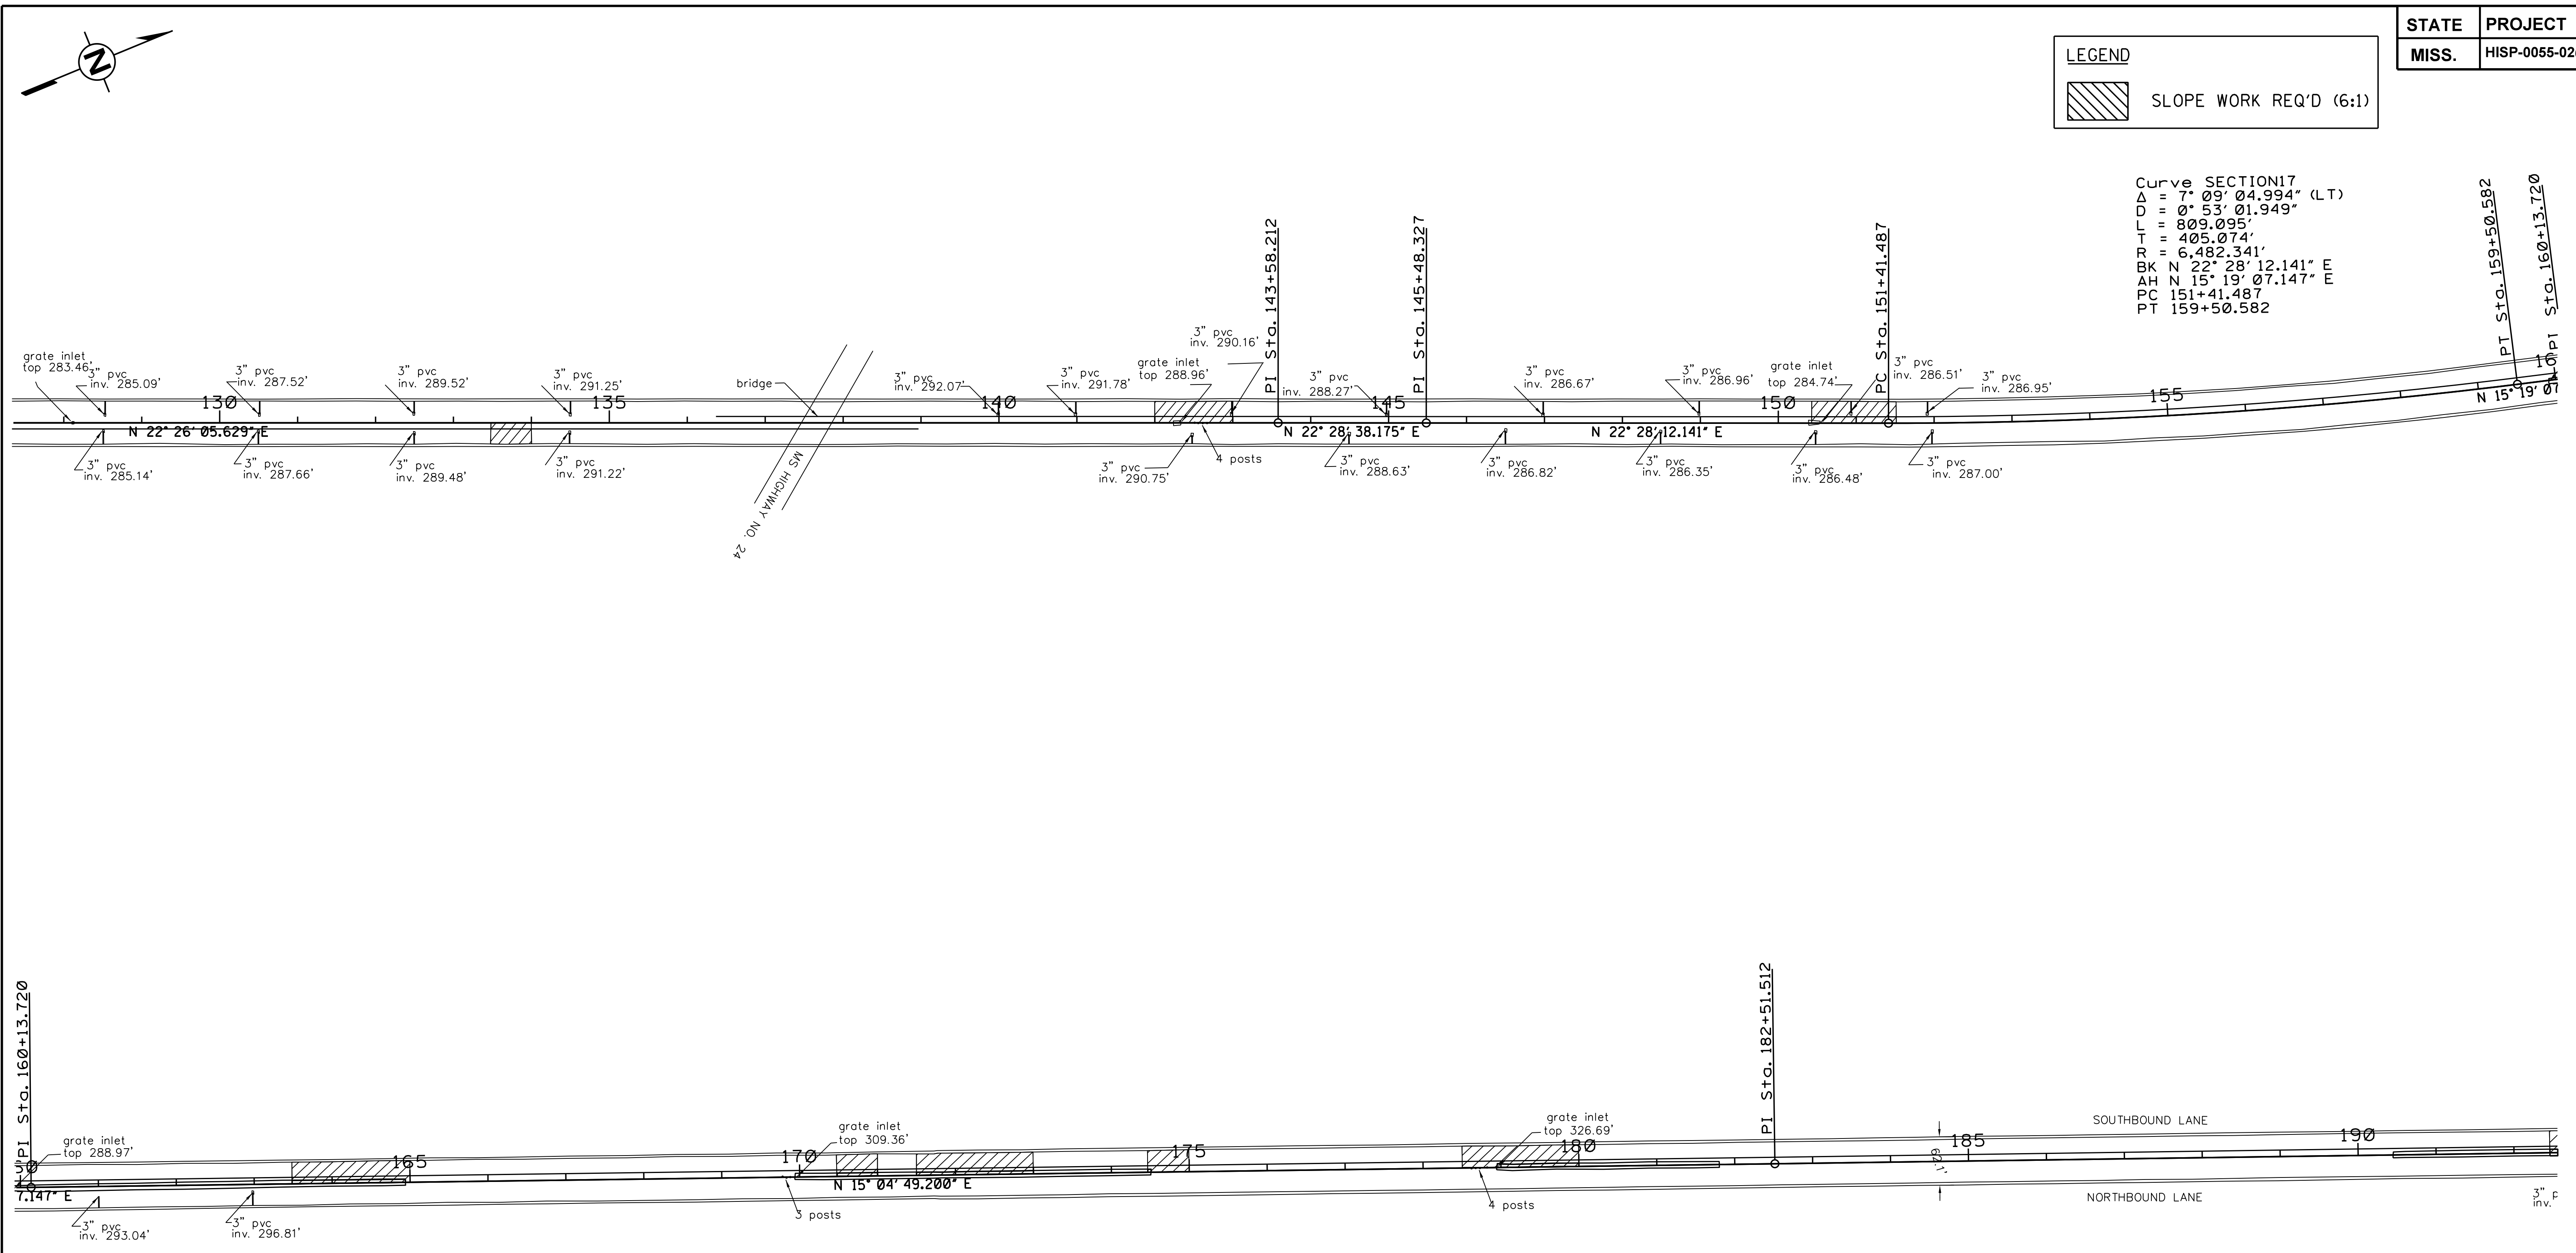 N
STATE PROJECT
MISS. HISP-0055-02
LEGEND
SLOPE WORK REQ'D (6:1)
Curve SECTION17
Δ = 7° 09' 04.994" (LT)
D = 0° 53' 01.949"
L = 809.095'
T = 405.074'
R = 6,482.341'
BK N 22° 28' 12.141" E
AH N 15° 19' 07.147" E
PC 151+41.487
PT 159+50.582
PI Sta. 143+58.212
PI Sta. 145+48.327
PC Sta. 151+41.487
PT Sta. 159+50.582
PI Sta. 160+13.720
grate inlet
top 283.46'
3" pvc
inv. 285.09'
3" pvc
inv. 287.52'
3" pvc
inv. 289.52'
3" pvc
inv. 291.25'
bridge
3" pvc
inv. 292.07'
3" pvc
inv. 291.78'
grate inlet
top 288.96'
3" pvc
inv. 290.16'
3" pvc
inv. 288.27'
3" pvc
inv. 286.67'
3" pvc
inv. 286.96'
grate inlet
top 284.74'
3" pvc
inv. 286.51'
3" pvc
inv. 286.95'
130 135 140 145 150 155 16
N 22° 26' 05.629" E
N 22° 28' 38.175" E
N 22° 28' 12.141" E
N 15° 19' 07
3" pvc
inv. 285.14'
3" pvc
inv. 287.66'
3" pvc
inv. 289.48'
3" pvc
inv. 291.22'
MS HIGHWAY NO. 24
3" pvc
inv. 290.75'
4 posts
3" pvc
inv. 288.63'
3" pvc
inv. 286.82'
3" pvc
inv. 286.35'
3" pvc
inv. 286.48'
3" pvc
inv. 287.00'
PI Sta. 160+13.720
PI Sta. 182+51.512
grate inlet
top 288.97'
grate inlet
top 309.36'
grate inlet
top 326.69'
SOUTHBOUND LANE
165 170 175 180 185 190
62.1'
7.147" E
N 15° 04' 49.200" E
NORTHBOUND LANE
3" pvc
inv. 293.04'
3" pvc
inv. 296.81'
3 posts
4 posts
3" p
inv.